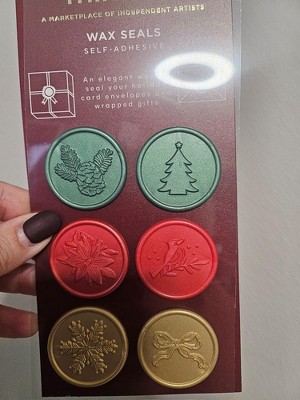 A MARKETPLACE OF INDEPENDENT ARTISTS
WAX SEALS
SELF-ADHESIVE
An elegant
seal your
card envelopes
wrapped gifts